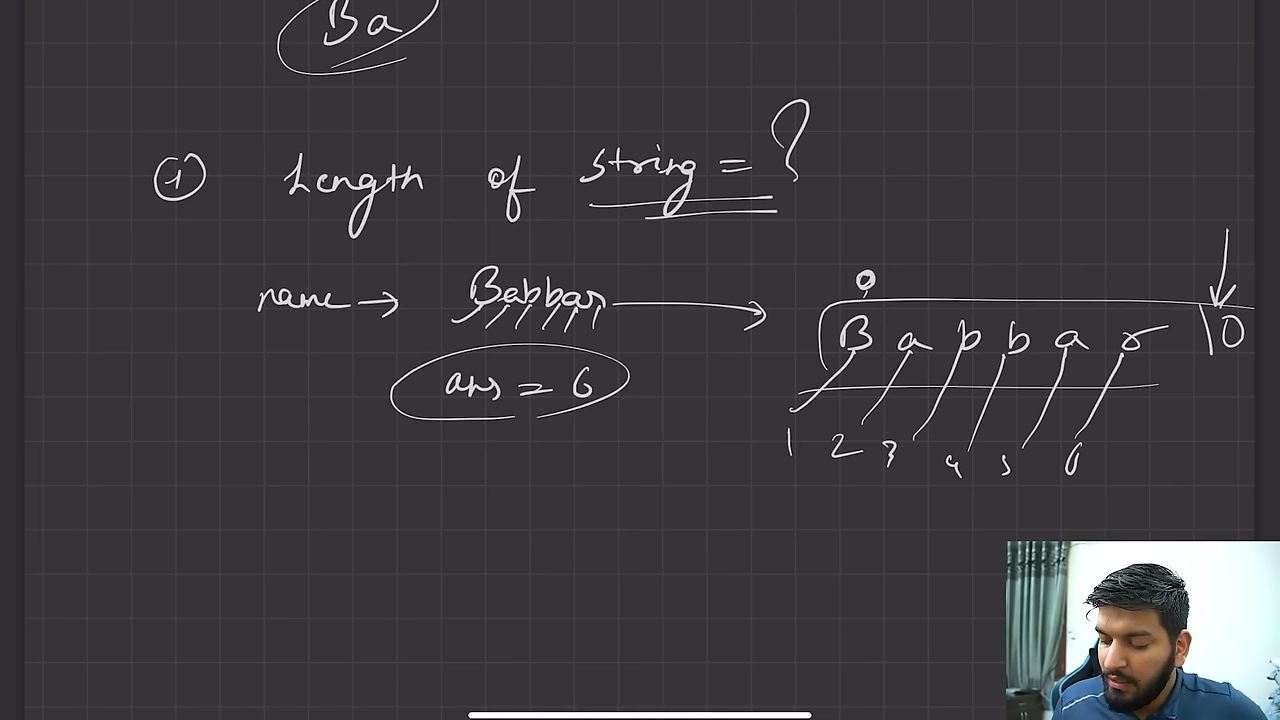 Ba
1 Length of string = ?
name → Babbar → B a b b a r \0
0
ans = 6
1 2 3 4 5 6